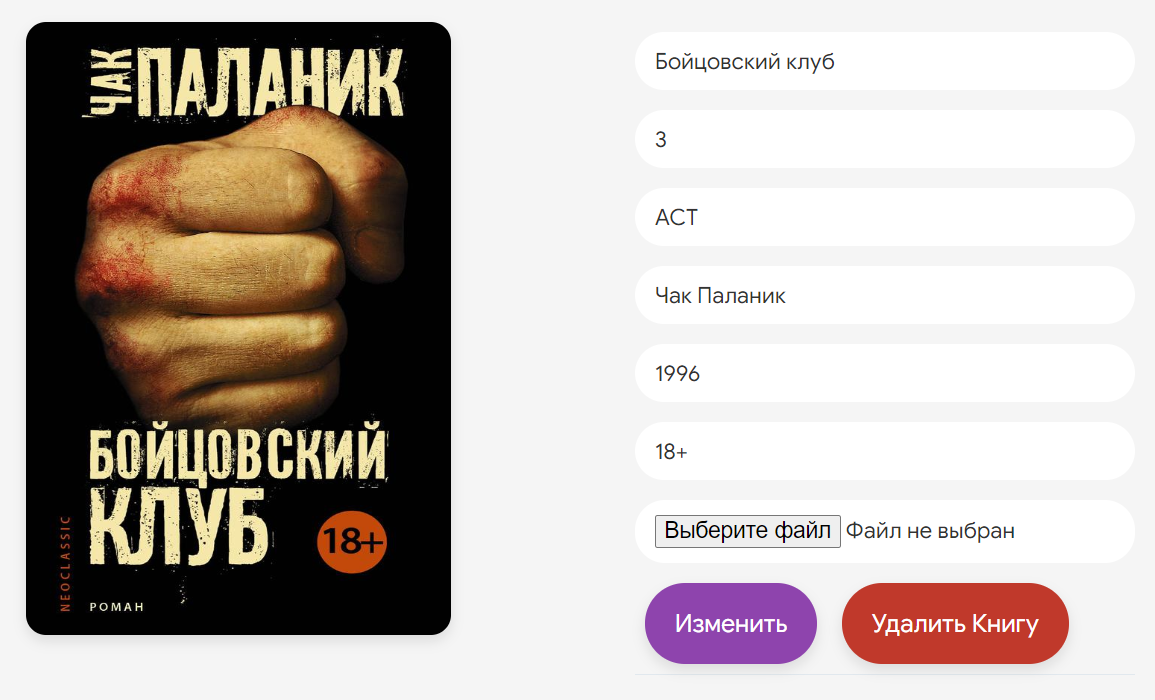 ЧАК
ПАЛАНИК
БОЙЦОВСКИЙ
КЛУБ
18+
NEOCLASSIC
РОМАН
Бойцовский клуб
3
АСТ
Чак Паланик
1996
18+
Выберите файл Файл не выбран
Изменить
Удалить Книгу